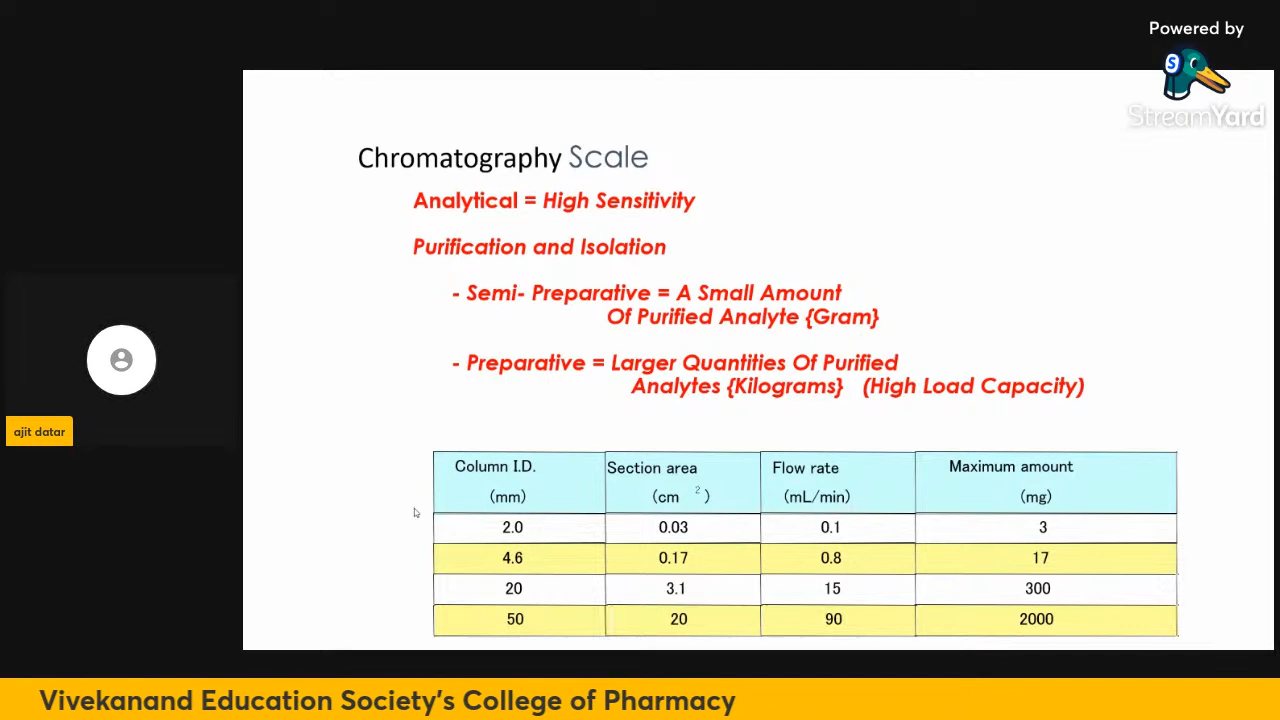 Powered by
S
StreamYard
Chromatography Scale
Analytical = High Sensitivity
Purification and Isolation
- Semi- Preparative = A Small Amount
Of Purified Analyte {Gram}
- Preparative = Larger Quantities Of Purified
Analytes {Kilograms} (High Load Capacity)
ajit datar
Column I.D. Section area Flow rate Maximum amount
(mm) (cm 2 ) (mL/min) (mg)
2.0 0.03 0.1 3
4.6 0.17 0.8 17
20 3.1 15 300
50 20 90 2000
Vivekanand Education Society's College of Pharmacy